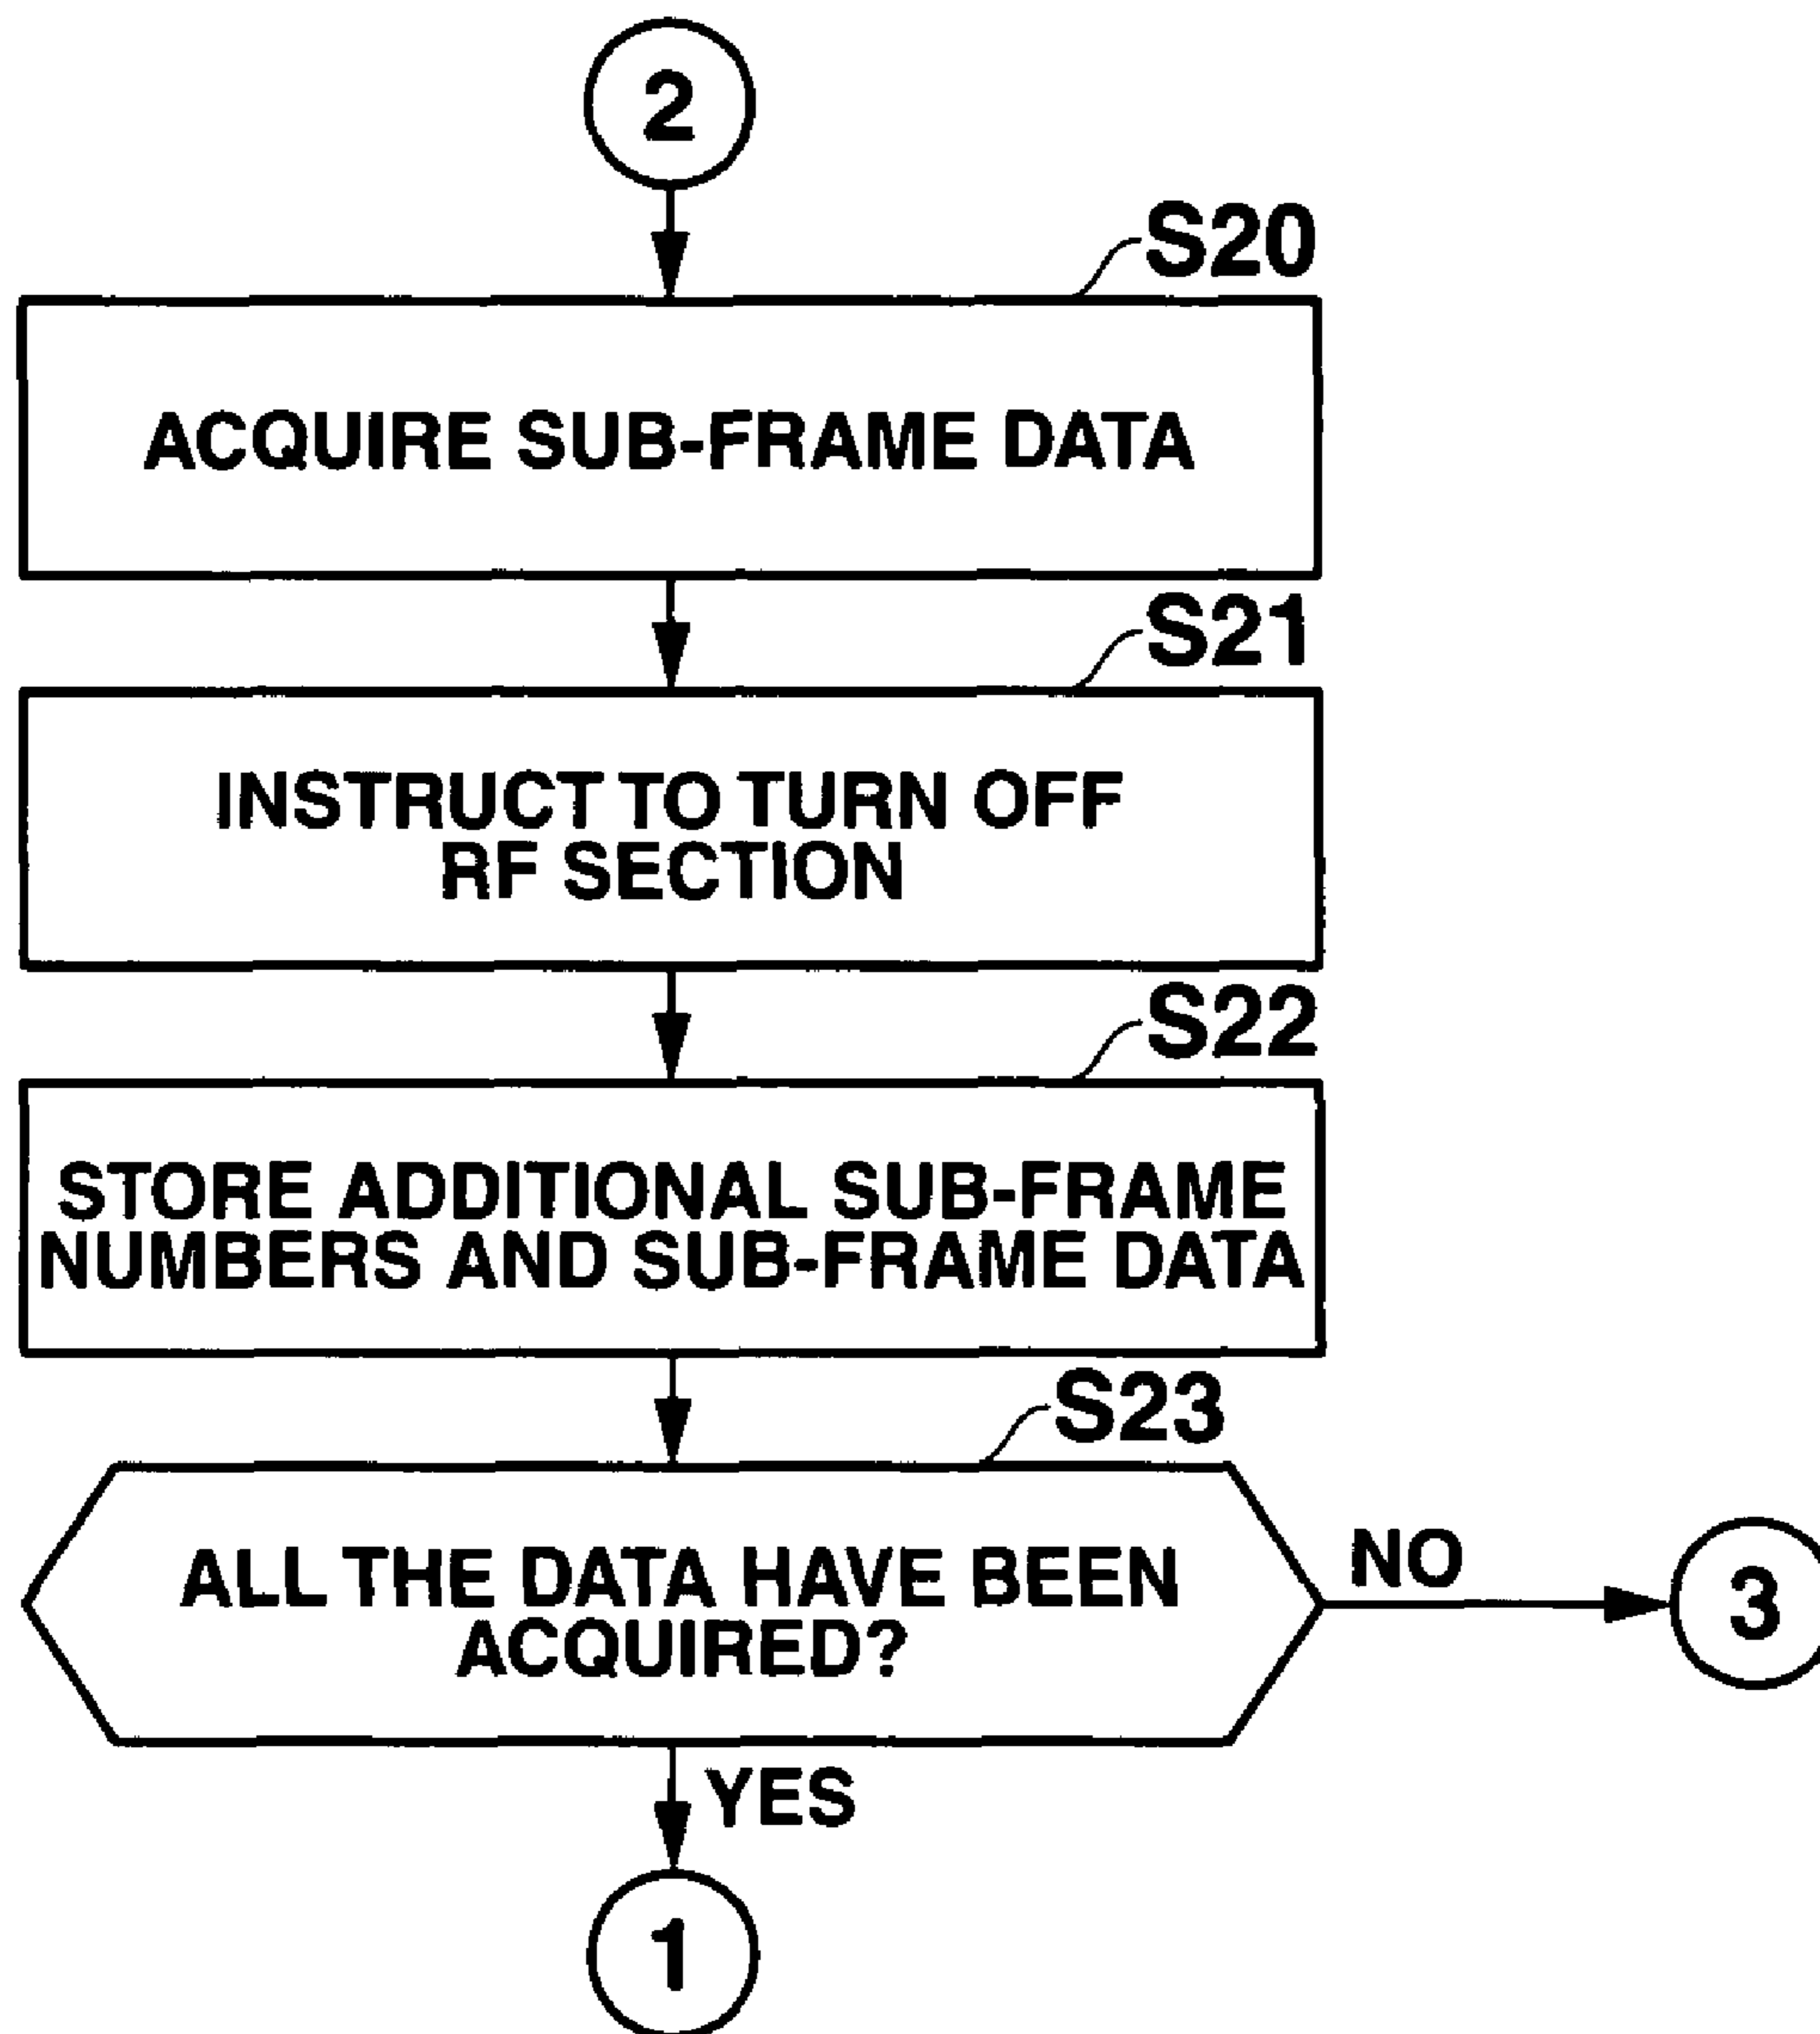 2
S20
ACQUIRE SUB-FRAME DATA
S21
INSTRUCT TO TURN OFF
RF SECTION
S22
STORE ADDITIONAL SUB-FRAME
NUMBERS AND SUB-FRAME DATA
S23
ALL THE DATA HAVE BEEN
ACQUIRED?
NO
3
YES
1